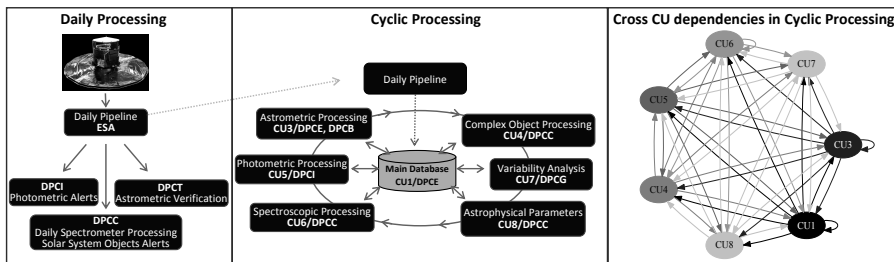 Daily Processing
Daily Pipeline
ESA
DPCI
Photometric Alerts
DPCT
Astrometric Verification
DPCC
Daily Spectrometer Processing
Solar System Objects Alerts
Cyclic Processing
Daily Pipeline
Astrometric Processing
CU3/DPCE, DPCB
Complex Object Processing
CU4/DPCC
Photometric Processing
CU5/DPCI
Main Database
CU1/DPCE
Variability Analysis
CU7/DPCG
Spectroscopic Processing
CU6/DPCC
Astrophysical Parameters
CU8/DPCC
Cross CU dependencies in Cyclic Processing
CU6
CU7
CU5
CU3
CU4
CU1
CU8